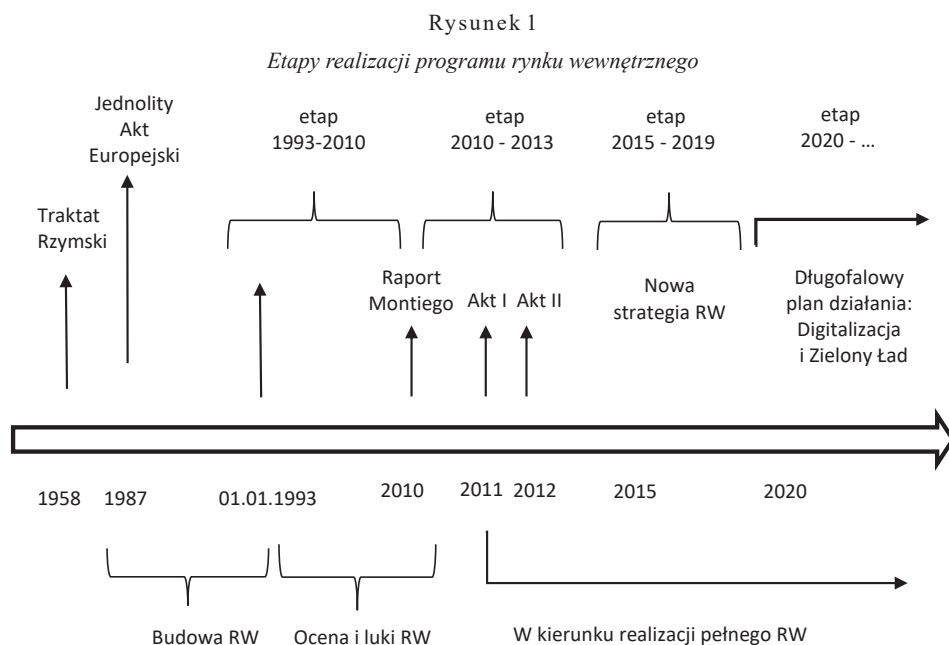 Rysunek 1
Etapy realizacji programu rynku wewnętrznego
Jednolity
Akt
Europejski
etap
1993-2010
etap
2010 - 2013
etap
2015 - 2019
etap
2020 - ...
Traktat
Rzymski
Raport
Montiego
Akt I
Akt II
Nowa
strategia RW
Długofalowy
plan działania:
Digitalizacja
i Zielony Ład
1958
1987
01.01.1993
2010
2011
2012
2015
2020
Budowa RW
Ocena i luki RW
W kierunku realizacji pełnego RW